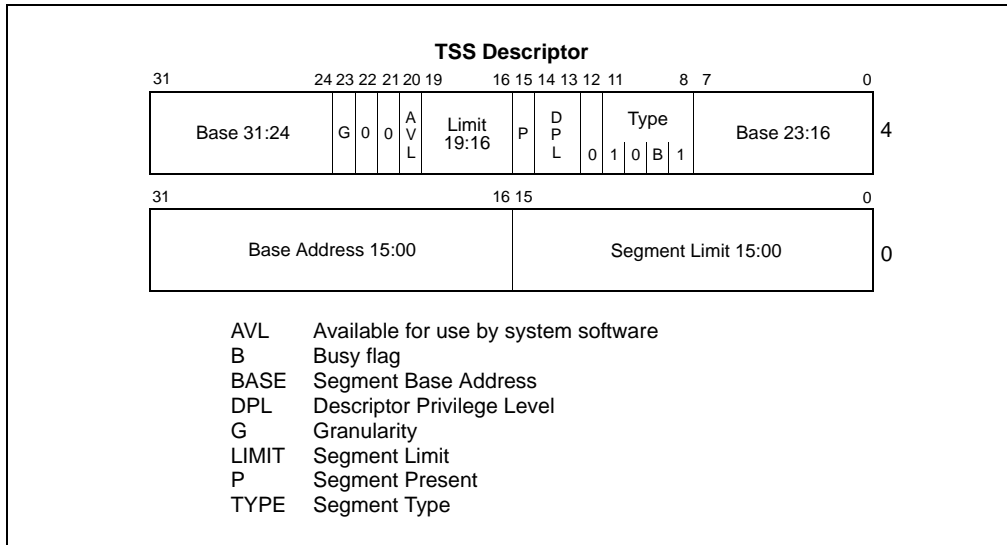 TSS Descriptor
31 24 23 22 21 20 19 16 15 14 13 12 11 8 7 0
Base 31:24 G 0 0 AVL Limit 19:16 P DPL 0 Type 1 0 B 1 Base 23:16 4
31 16 15 0
Base Address 15:00 Segment Limit 15:00 0
AVL Available for use by system software
B Busy flag
BASE Segment Base Address
DPL Descriptor Privilege Level
G Granularity
LIMIT Segment Limit
P Segment Present
TYPE Segment Type